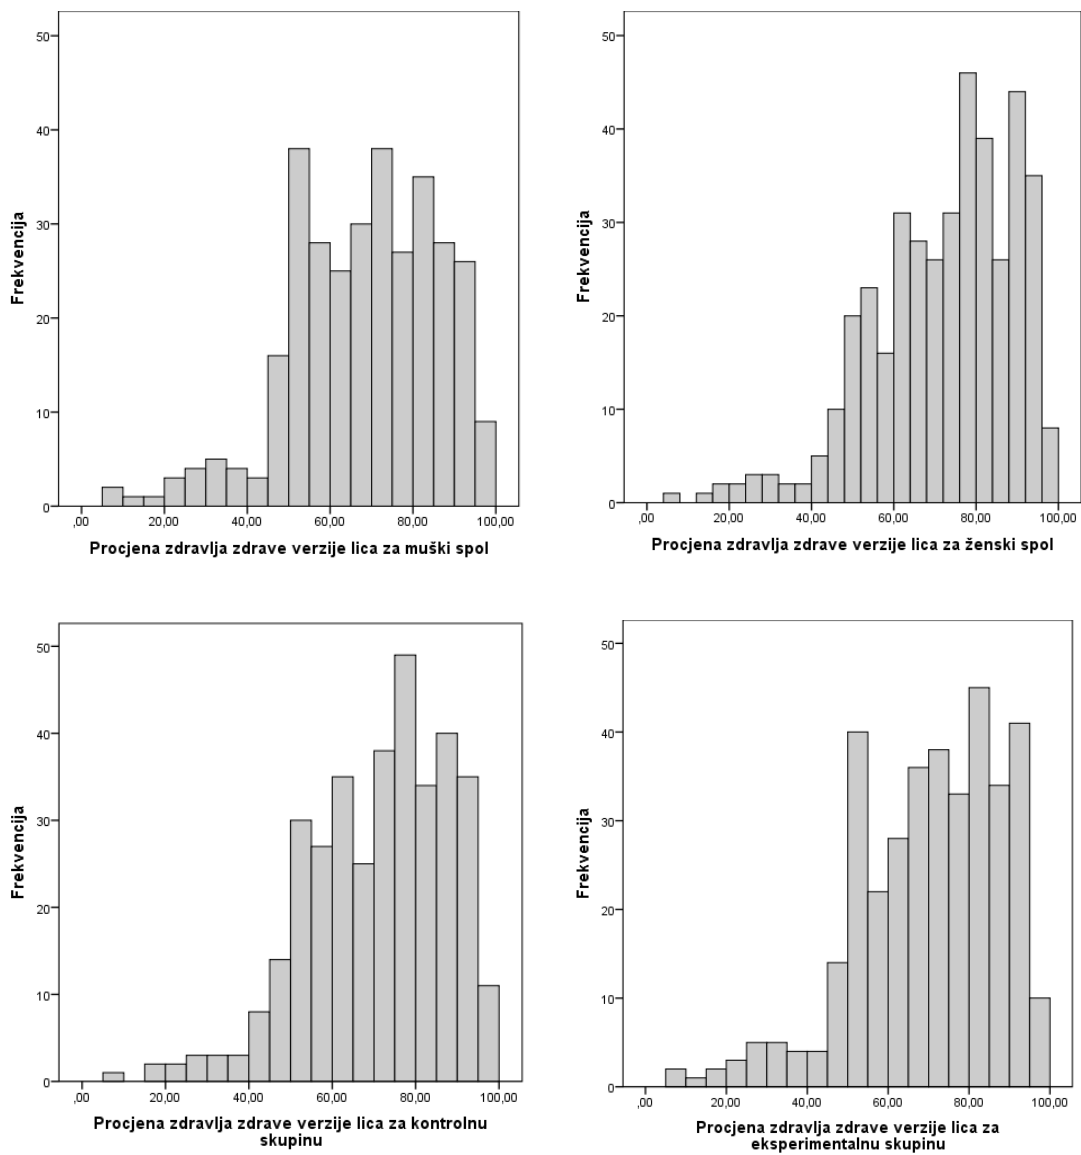 50
40
30
20
10
0
Frekvencija
,00 20,00 40,00 60,00 80,00 100,00
Procjena zdravlja zdrave verzije lica za muški spol
50
40
30
20
10
0
Frekvencija
,00 20,00 40,00 60,00 80,00 100,00
Procjena zdravlja zdrave verzije lica za ženski spol
50
40
30
20
10
0
Frekvencija
,00 20,00 40,00 60,00 80,00 100,00
Procjena zdravlja zdrave verzije lica za kontrolnu
skupinu
50
40
30
20
10
0
Frekvencija
,00 20,00 40,00 60,00 80,00 100,00
Procjena zdravlja zdrave verzije lica za
eksperimentalnu skupinu